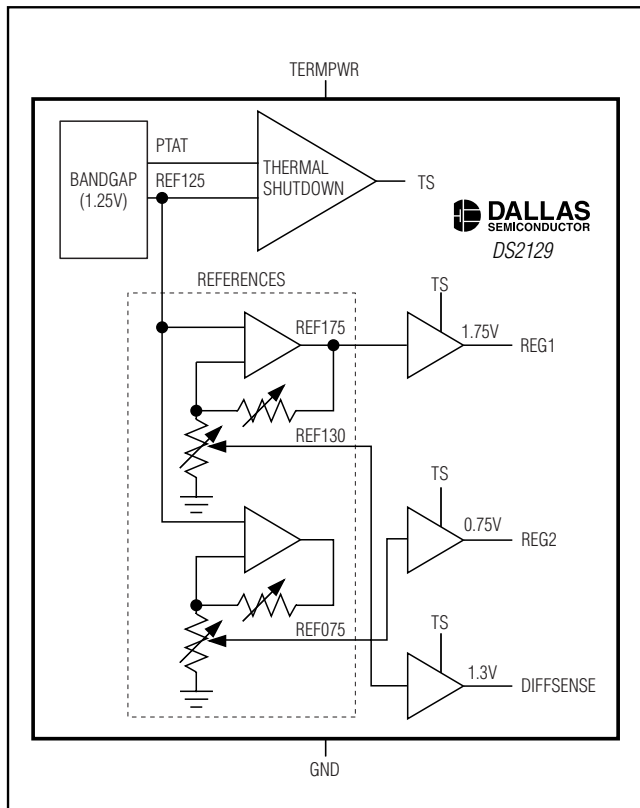 TERMPWR
BANDGAP
(1.25V)
PTAT
REF125
THERMAL
SHUTDOWN
TS
DALLAS
SEMICONDUCTOR
DS2129
REFERENCES
REF175
TS
1.75V
REG1
REF130
TS
0.75V
REG2
REF075
TS
1.3V
DIFFSENSE
GND